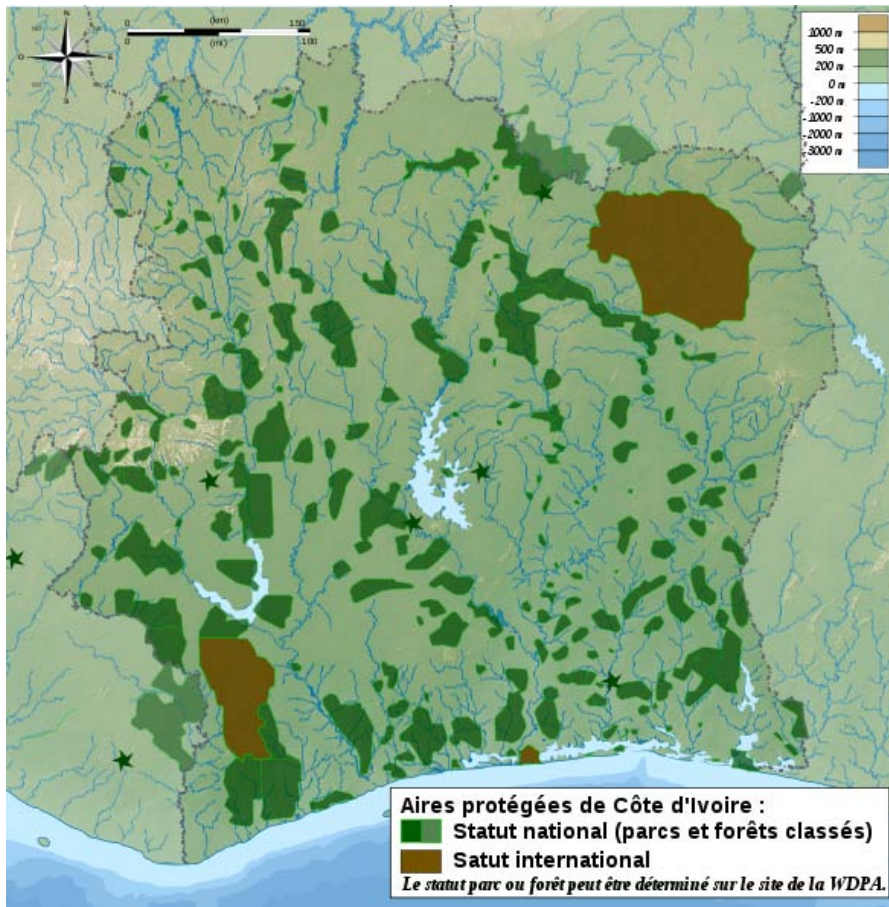 N
O
E
S
0 (km) 150
0 (mi) 100
1000 m
500 m
200 m
0 m
-200 m
-1000 m
-2000 m
3000 m
Aires protégées de Côte d'Ivoire :
Statut national (parcs et forêts classés)
Satut international
Le statut parc ou forêt peut être déterminé sur le site de la WDPA.